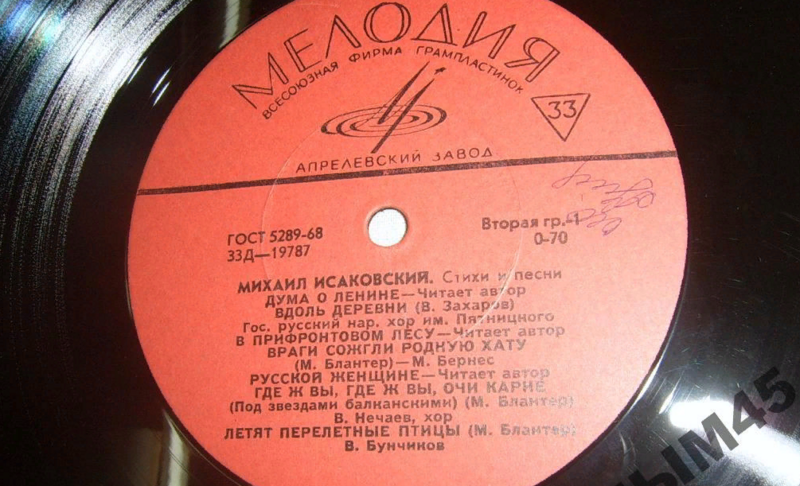 МЕЛОДИЯ
ВСЕСОЮЗНАЯ ФИРМА ГРАМПЛАСТИНОК
33
АПРЕЛЕВСКИЙ ЗАВОД
ГОСТ 5289-68
33Д—19787
Вторая гр.-1
0-70
МИХАИЛ ИСАКОВСКИЙ. Стихи и песни
ДУМА О ЛЕНИНЕ—Читает автор
ВДОЛЬ ДЕРЕВНИ (В. Захаров)
Гос. русский нар. хор им. Пятницкого
В ПРИФРОНТОВОМ ЛЕСУ—Читает автор
ВРАГИ СОЖГЛИ РОДНУЮ ХАТУ
(М. Блантер)—М. Бернес
РУССКОЙ ЖЕНЩИНЕ—Читает автор
ГДЕ Ж ВЫ, ГДЕ Ж ВЫ, ОЧИ КАРИЕ
(Под звездами балканскими) (М. Блантер)
В. Нечаев, хор
ЛЕТЯТ ПЕРЕЛЕТНЫЕ ПТИЦЫ (М. Блантер)
В. Бунчиков